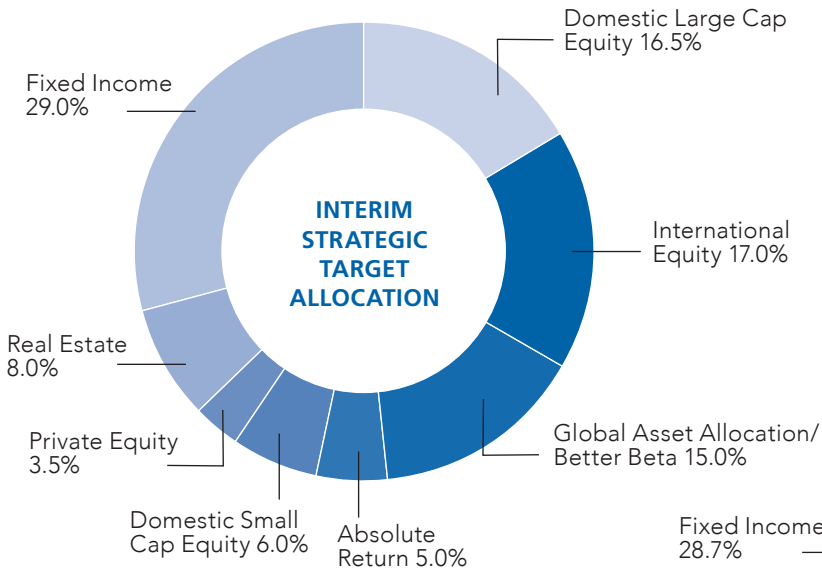 Domestic Large Cap
Equity 16.5%
Fixed Income
29.0%
INTERIM
STRATEGIC
TARGET
ALLOCATION
International
Equity 17.0%
Real Estate
8.0%
Private Equity
3.5%
Global Asset Allocation/
Better Beta 15.0%
Domestic Small
Cap Equity 6.0%
Absolute
Return 5.0%
Fixed Income
28.7%